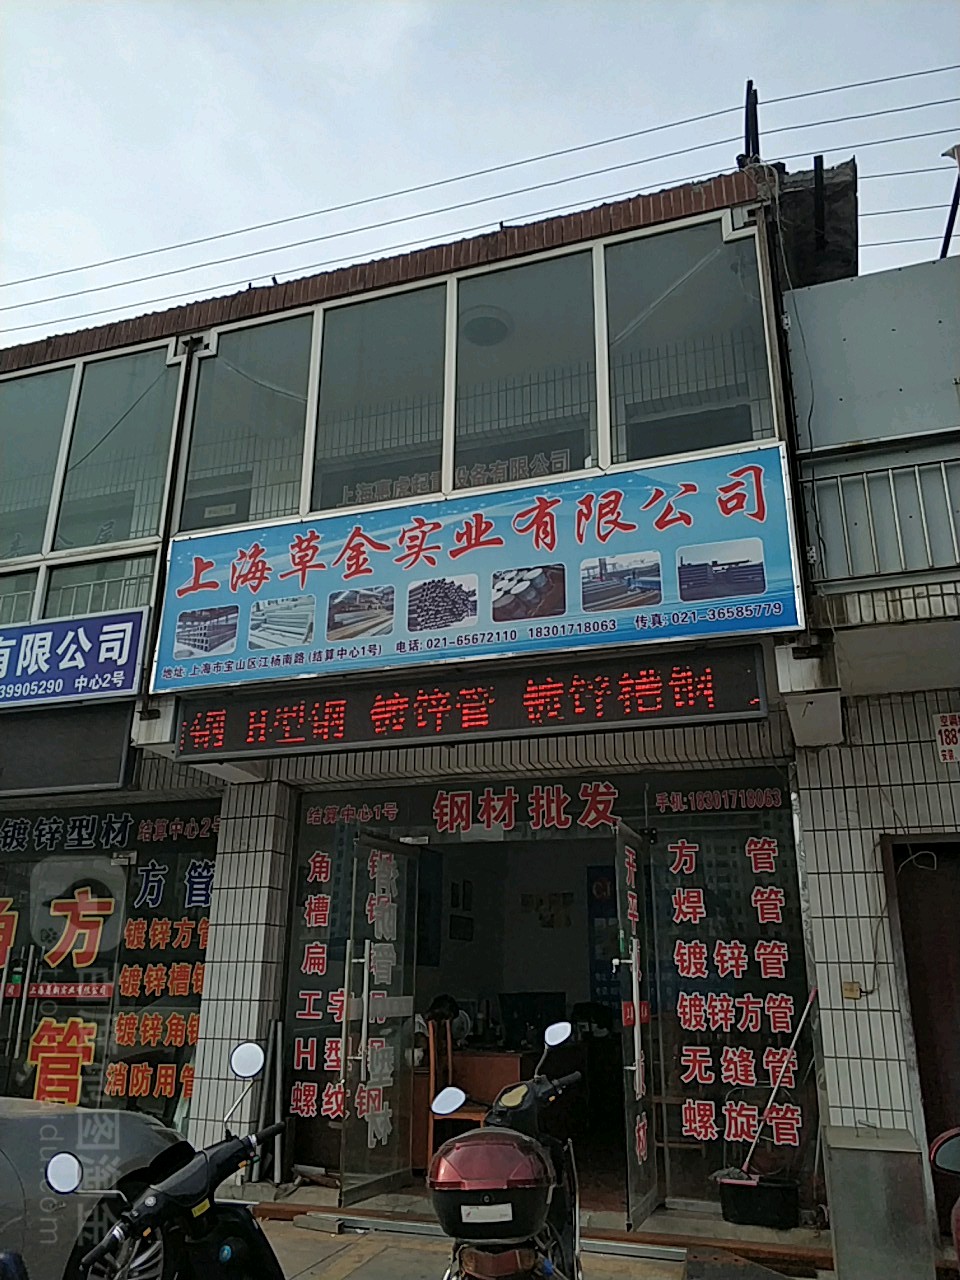 上海草金实业有限公司
地址:上海市宝山区江杨南路(结算中心1号) 电话:021-65672110 18301718063 传真:021-36585779
钢 H型钢 镀锌管 镀锌槽钢
有限公司
39905290 中心2号
镀锌型材 结算中心2号
方管
镀锌方管
镀锌槽
镀锌角
消防用管
方管
结算中心1号
钢材批发
手机:18301718063
角
槽
扁
工字
H型
螺纹钢
方管
焊管
镀锌管
镀锌方管
无缝管
螺旋管
空调
1881